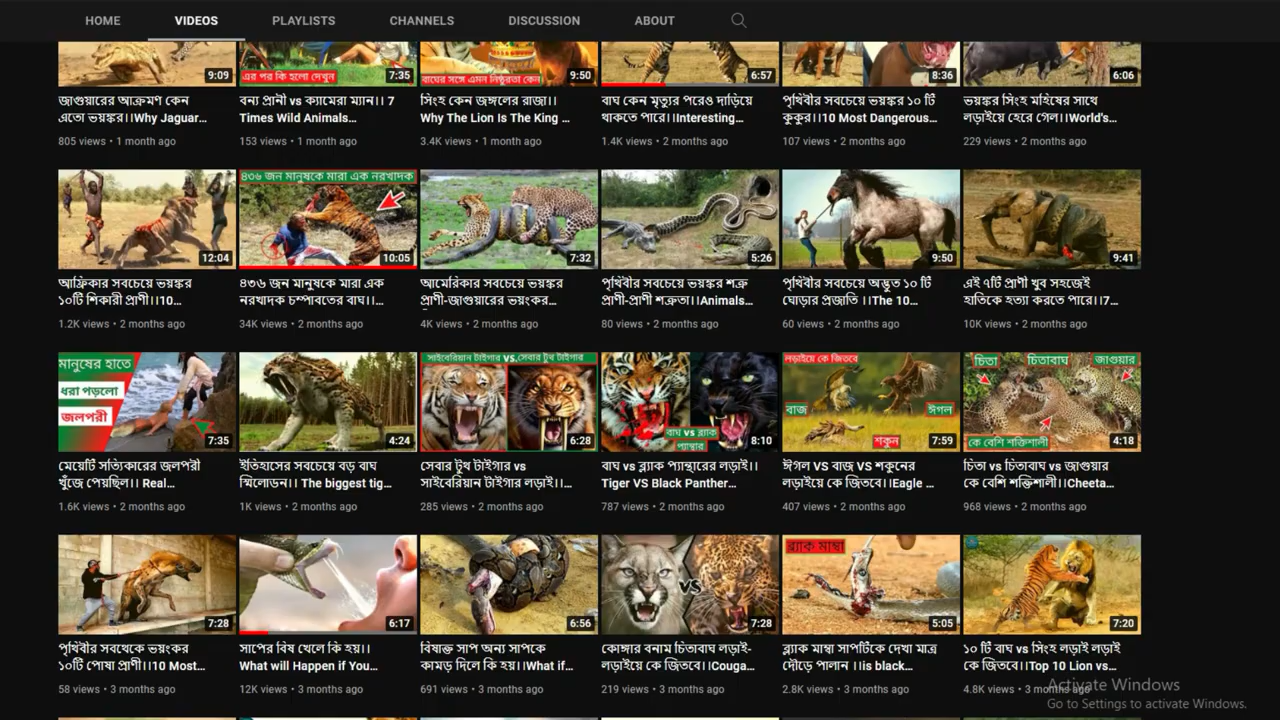 HOME VIDEOS PLAYLISTS CHANNELS DISCUSSION ABOUT
এর পর কি হলো দেখুন
বাঘের সঙ্গে এমন নিষ্ঠুরতা কেন
9:09 7:35 9:50 6:57 8:36 6:06
জাগুয়ারের আক্রমণ কেন
এতো ভয়ঙ্কর।।Why Jaguar...
805 views • 1 month ago
বন্য প্রানী vs ক্যামেরা ম্যান।। 7
Times Wild Animals...
153 views • 1 month ago
সিংহ কেন জঙ্গলের রাজা।।
Why The Lion Is The King ...
3.4K views • 1 month ago
বাঘ কেন মৃত্যুর পরেও দাড়িয়ে
থাকতে পারে।।Interesting...
1.4K views • 2 months ago
পৃথিবীর সবচেয়ে ভয়ঙ্কর ১০ টি
কুকুর।।10 Most Dangerous...
107 views • 2 months ago
ভয়ঙ্কর সিংহ মহিষের সাথে
লড়াইয়ে হেরে গেল।।World's...
229 views • 2 months ago
৪৩৬ জন মানুষকে মারা এক নরখাদক
12:04 10:05 7:32 5:26 9:50 9:41
আফ্রিকার সবচেয়ে ভয়ঙ্কর
১০টি শিকারী প্রাণী।।10...
1.2K views • 2 months ago
৪৩৬ জন মানুষকে মারা এক
নরখাদক চম্পাবতের বাঘ।।...
34K views • 2 months ago
আমেরিকার সবচেয়ে ভয়ঙ্কর
প্রাণী-জাগুয়ারের ভয়ংকর...
4K views • 2 months ago
পৃথিবীর সবচেয়ে ভয়ঙ্কর শত্রু
প্রাণী-প্রাণী শত্রুতা।।Animals...
80 views • 2 months ago
পৃথিবীর সবচেয়ে অদ্ভুত ১০ টি
ঘোড়ার প্রজাতি ।।The 10...
60 views • 2 months ago
এই ৭টি প্রাণী খুব সহজেই
হাতিকে হত্যা করতে পারে।।7...
10K views • 2 months ago
মানুষের হাতে
ধরা পড়লো
জলপরী
সাইবেরিয়ান টাইগার VS.সেবার টুথ টাইগার
বাঘ vs ব্ল্যাক
প্যান্থার
লড়াইয়ে কে জিতবে
বাজ
ঈগল
শকুন
চিতা চিতাবাঘ জাগুয়ার
কে বেশি শক্তিশালী
7:35 4:24 6:28 8:10 7:59 4:18
মেয়েটি সত্যিকারের জলপরী
খুঁজে পেয়েছিল।। Real...
1.6K views • 2 months ago
ইতিহাসের সবচেয়ে বড় বাঘ
স্মিলোডন।। The biggest tig...
1K views • 2 months ago
সেবার টুথ টাইগার vs
সাইবেরিয়ান টাইগার লড়াই।।...
285 views • 2 months ago
বাঘ vs ব্ল্যাক প্যান্থারের লড়াই।।
Tiger VS Black Panther...
787 views • 2 months ago
ঈগল VS বাজ VS শকুনের
লড়াইয়ে কে জিতবে।।Eagle ...
407 views • 2 months ago
চিতা vs চিতাবাঘ vs জাগুয়ার
কে বেশি শক্তিশালী।।Cheeta...
968 views • 2 months ago
VS
ব্ল্যাক মাম্বা
7:28 6:17 6:56 7:28 5:05 7:20
পৃথিবীর সবথেকে ভয়ংকর
১০টি পোষা প্রাণী।।10 Most...
58 views • 3 months ago
সাপের বিষ খেলে কি হয়।।
What will Happen if You...
12K views • 3 months ago
বিষাক্ত সাপ অন্য সাপকে
কামড় দিলে কি হয়।।What if...
691 views • 3 months ago
কোঙ্গার বনাম চিতাবাঘ লড়াই-
লড়াইয়ে কে জিতবে।।Couga...
219 views • 3 months ago
ব্ল্যাক মাম্বা সাপটিকে দেখা মাত্র
দৌড়ে পালান ।।is black...
2.8K views • 3 months ago
১০ টি বাঘ vs সিংহ লড়াই লড়াই
কে জিতবে।।Top 10 Lion vs...
4.8K views • 3 months ago
Activate Windows
Go to Settings to activate Windows.